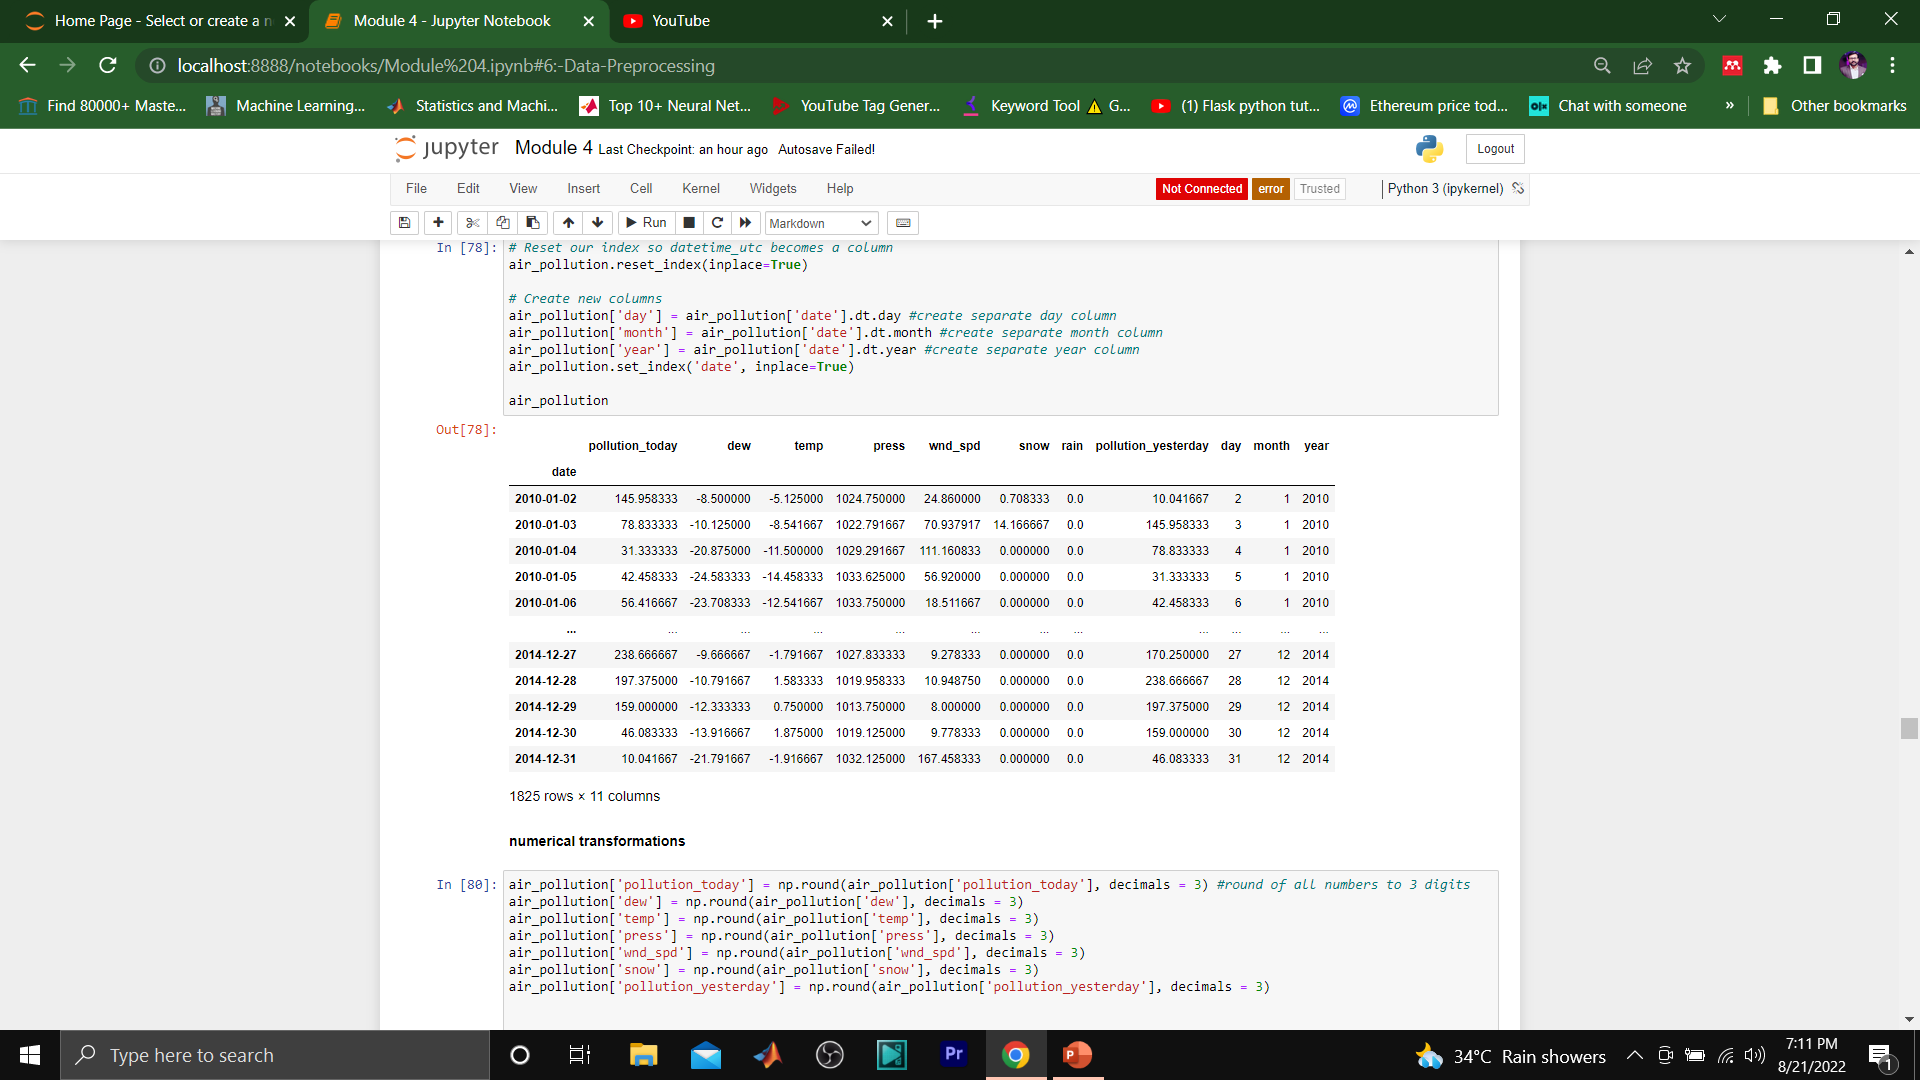 Home Page - Select or create a n
Module 4 - Jupyter Notebook
YouTube
localhost:8888/notebooks/Module%204.ipynb#6:-Data-Preprocessing
Find 80000+ Maste...
Machine Learning...
Statistics and Machi...
Top 10+ Neural Net...
YouTube Tag Gener...
Keyword Tool ⚠ G...
(1) Flask python tut...
Ethereum price tod...
Chat with someone
»
Other bookmarks
jupyter Module 4 Last Checkpoint: an hour ago Autosave Failed!
Logout
File Edit View Insert Cell Kernel Widgets Help
Not Connected error Trusted Python 3 (ipykernel)
Run Markdown
In [78]: # Reset our index so datetime_utc becomes a column
air_pollution.reset_index(inplace=True)
# Create new columns
air_pollution['day'] = air_pollution['date'].dt.day #create separate day column
air_pollution['month'] = air_pollution['date'].dt.month #create separate month column
air_pollution['year'] = air_pollution['date'].dt.year #create separate year column
air_pollution.set_index('date', inplace=True)
air_pollution
Out[78]:
pollution_today dew temp press wnd_spd snow rain pollution_yesterday day month year
date
2010-01-02 145.958333 -8.500000 -5.125000 1024.750000 24.860000 0.708333 0.0 10.041667 2 1 2010
2010-01-03 78.833333 -10.125000 -8.541667 1022.791667 70.937917 14.166667 0.0 145.958333 3 1 2010
2010-01-04 31.333333 -20.875000 -11.500000 1029.291667 111.160833 0.000000 0.0 78.833333 4 1 2010
2010-01-05 42.458333 -24.583333 -14.458333 1033.625000 56.920000 0.000000 0.0 31.333333 5 1 2010
2010-01-06 56.416667 -23.708333 -12.541667 1033.750000 18.511667 0.000000 0.0 42.458333 6 1 2010
... ... ... ... ... ... ... ... ... ... ... ...
2014-12-27 238.666667 -9.666667 -1.791667 1027.833333 9.278333 0.000000 0.0 170.250000 27 12 2014
2014-12-28 197.375000 -10.791667 1.583333 1019.958333 10.948750 0.000000 0.0 238.666667 28 12 2014
2014-12-29 159.000000 -12.333333 0.750000 1013.750000 8.000000 0.000000 0.0 197.375000 29 12 2014
2014-12-30 46.083333 -13.916667 1.875000 1019.125000 9.778333 0.000000 0.0 159.000000 30 12 2014
2014-12-31 10.041667 -21.791667 -1.916667 1032.125000 167.458333 0.000000 0.0 46.083333 31 12 2014
1825 rows × 11 columns
numerical transformations
In [80]: air_pollution['pollution_today'] = np.round(air_pollution['pollution_today'], decimals = 3) #round of all numbers to 3 digits
air_pollution['dew'] = np.round(air_pollution['dew'], decimals = 3)
air_pollution['temp'] = np.round(air_pollution['temp'], decimals = 3)
air_pollution['press'] = np.round(air_pollution['press'], decimals = 3)
air_pollution['wnd_spd'] = np.round(air_pollution['wnd_spd'], decimals = 3)
air_pollution['snow'] = np.round(air_pollution['snow'], decimals = 3)
air_pollution['pollution_yesterday'] = np.round(air_pollution['pollution_yesterday'], decimals = 3)
Type here to search
Pr
P
34°C Rain showers
7:11 PM
8/21/2022
1